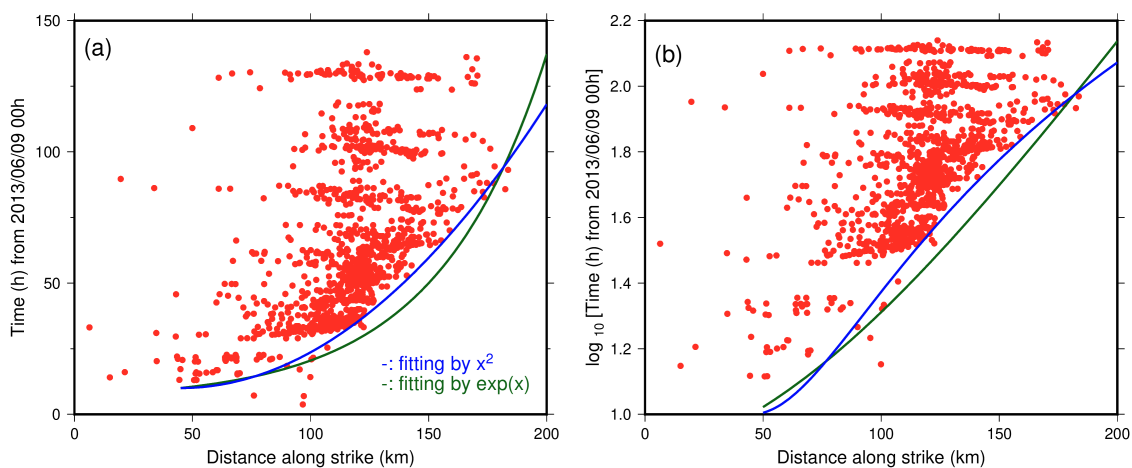 (a)
Time (h) from 2013/06/09 00h
150
100
50
0
0 50 100 150 200
Distance along strike (km)
-: fitting by x²
-: fitting by exp(x)
(b)
log 10 [Time (h) from 2013/06/09 00h]
2.2
2.0
1.8
1.6
1.4
1.2
1.0
0 50 100 150 200
Distance along strike (km)